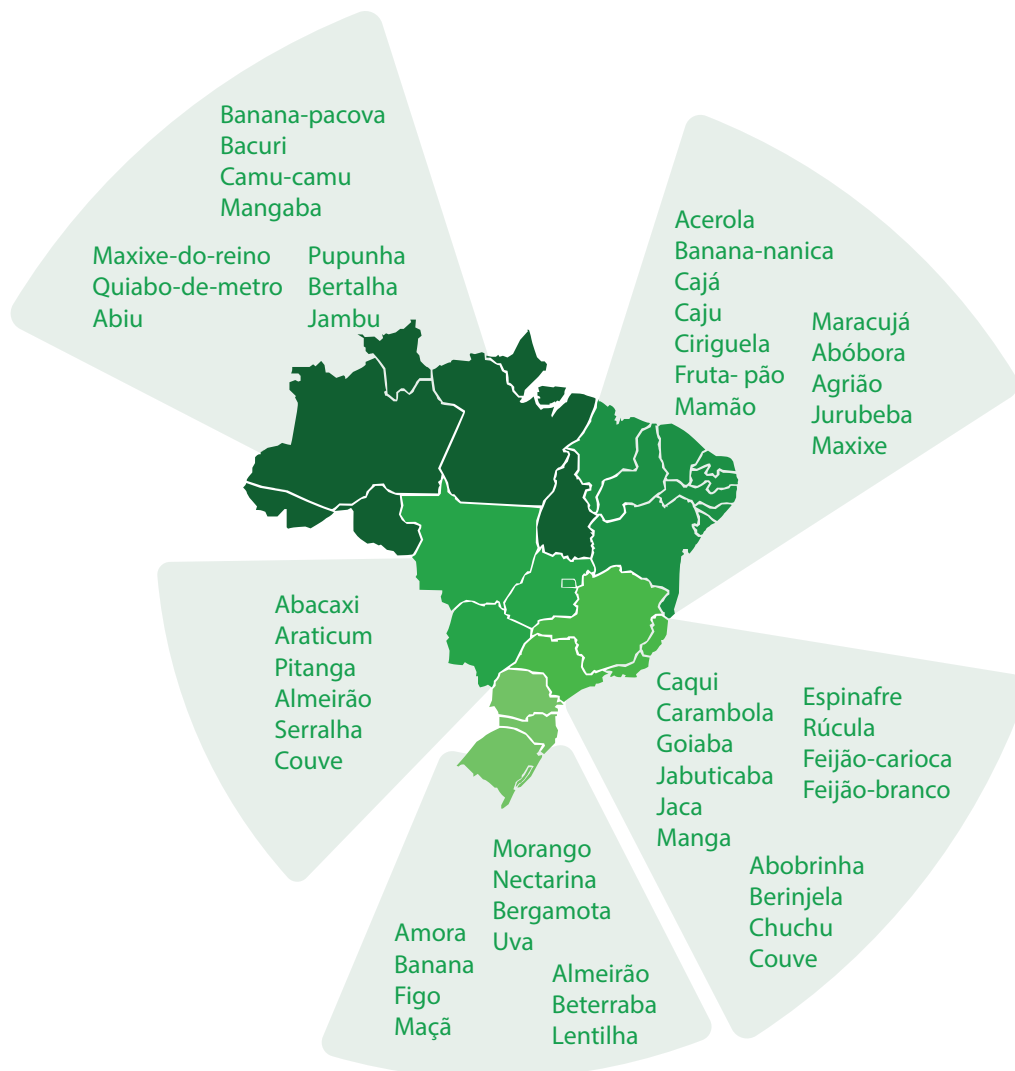 Banana-pacova
Bacuri
Camu-camu
Mangaba
Maxixe-do-reino
Quiabo-de-metro
Abiu
Pupunha
Bertalha
Jambu
Acerola
Banana-nanica
Cajá
Caju
Ciriguela
Fruta- pão
Mamão
Maracujá
Abóbora
Agrião
Jurubeba
Maxixe
Abacaxi
Araticum
Pitanga
Almeirão
Serralha
Couve
Caqui
Carambola
Goiaba
Jabuticaba
Jaca
Manga
Espinafre
Rúcula
Feijão-carioca
Feijão-branco
Abobrinha
Berinjela
Chuchu
Couve
Morango
Nectarina
Bergamota
Uva
Amora
Banana
Figo
Maçã
Almeirão
Beterraba
Lentilha